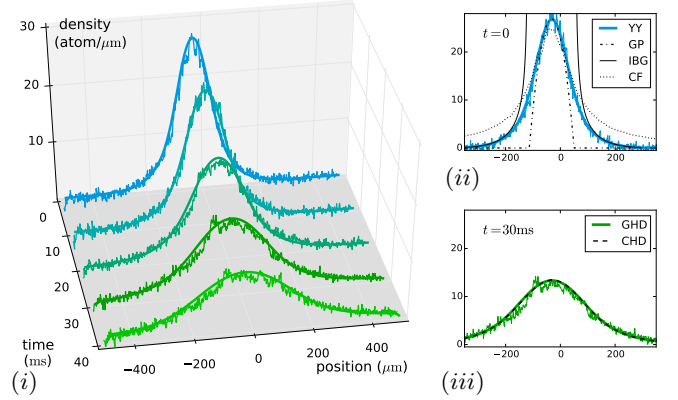 density
(atom/μm)
30
20
10
0
10
20
30
40
time
(ms)
−400
−200
0
200
400
position (μm)
(i)
t=0
YY
GP
IBG
CF
20
10
0
−200
0
200
(ii)
t=30ms
GHD
CHD
20
10
0
−200
0
200
(iii)